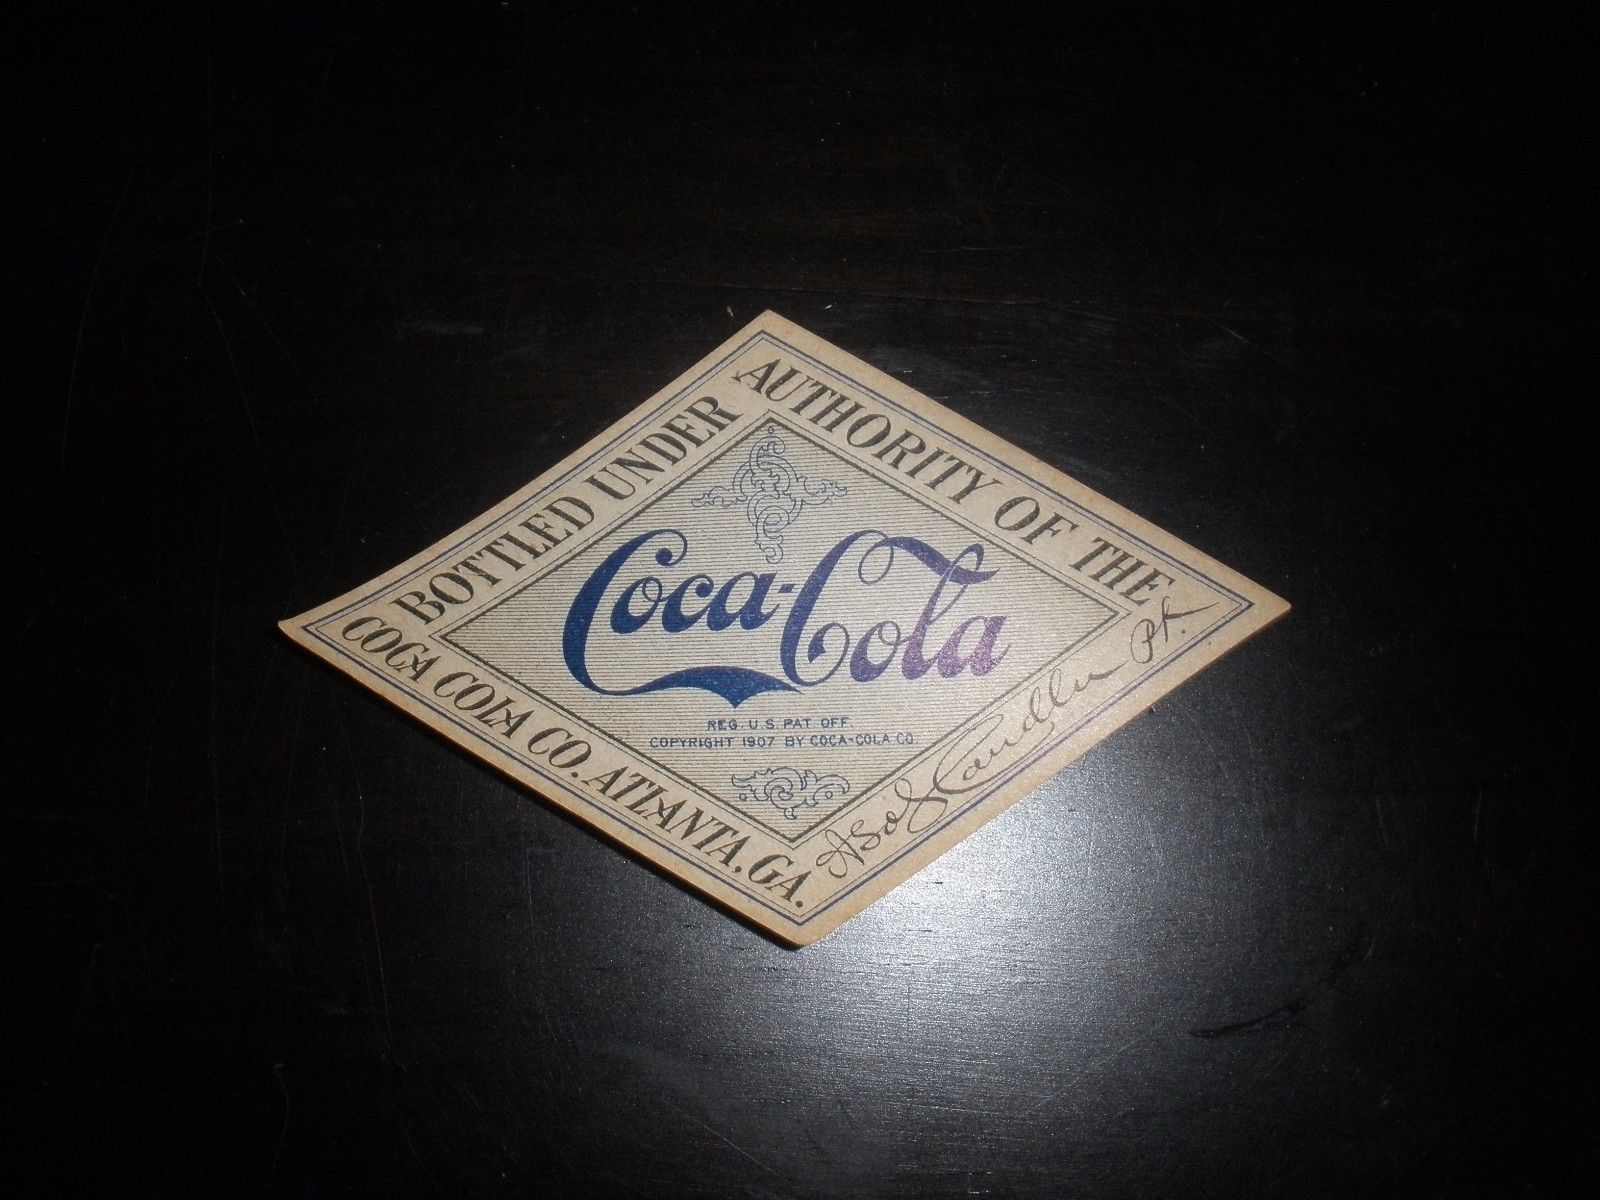 BOTTLED UNDER
AUTHORITY OF THE
COCA COLA CO. ATLANTA, GA.
Coca-Cola
REG. U.S. PAT. OFF.
COPYRIGHT 1907 BY COCA-COLA CO.
Asa G Candler Pt.